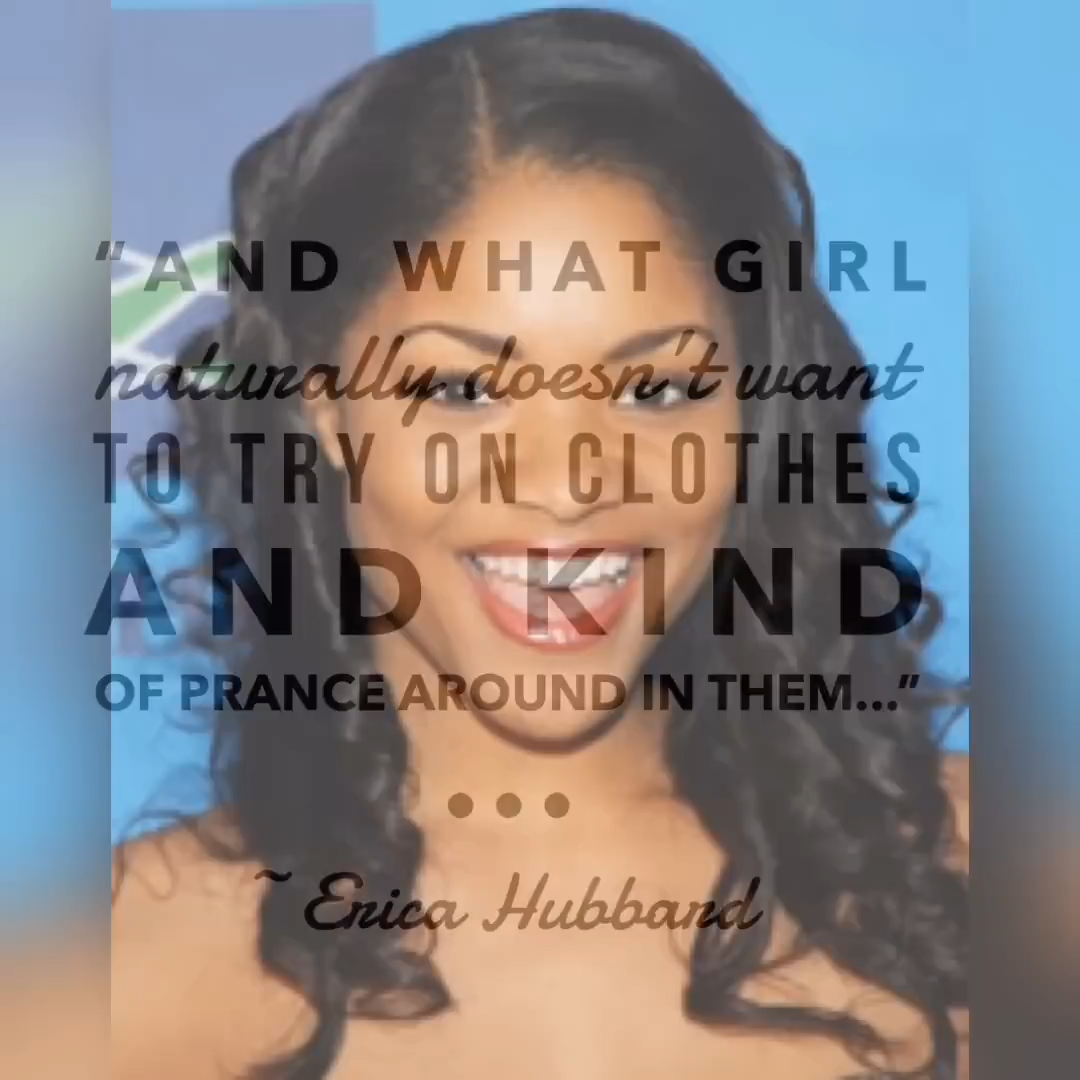 “AND WHAT GIRL
naturally doesn't want
TO TRY ON CLOTHES
AND KIND
OF PRANCE AROUND IN THEM...”
•••
~ Erica Hubbard